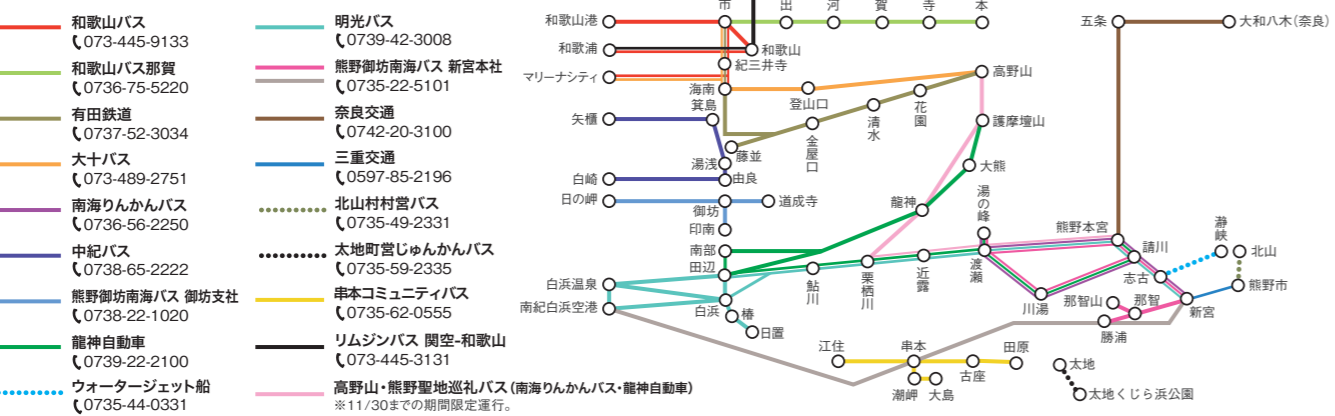 和歌山バス
073-445-9133
和歌山バス那賀
0736-75-5220
有田鉄道
0737-52-3034
大十バス
073-489-2751
南海りんかんバス
0736-56-2250
中紀バス
0738-65-2222
熊野御坊南海バス 御坊支社
0738-22-1020
龍神自動車
0739-22-2100
ウォータージェット船
0735-44-0331
明光バス
0739-42-3008
熊野御坊南海バス 新宮本社
0735-22-5101
奈良交通
0742-20-3100
三重交通
0597-85-2196
北山村村営バス
0735-49-2331
太地町営じゅんかんバス
0735-59-2335
串本コミュニティバス
0735-62-0555
リムジンバス 関空-和歌山
073-445-3131
高野山・熊野聖地巡礼バス(南海りんかんバス・龍神自動車)
※11/30までの期間限定運行。
市
出
河
賀
寺
本
和歌山港
五条
大和八木(奈良)
和歌浦
和歌山
紀三井寺
マリーナシティ
高野山
海南
登山口
花園
箕島
清水
矢櫃
護摩壇山
金屋口
藤並
湯浅
大熊
白崎
由良
日の岬
道成寺
御坊
龍神
湯の峰
印南
熊野本宮
瀞峡
北山
南部
請川
田辺
渡瀬
近露
栗栖川
鮎川
志古
白浜温泉
熊野市
那智山
那智
南紀白浜空港
白浜
椿
川湯
新宮
日置
勝浦
江住
串本
田原
古座
太地
潮岬
大島
太地くじら浜公園